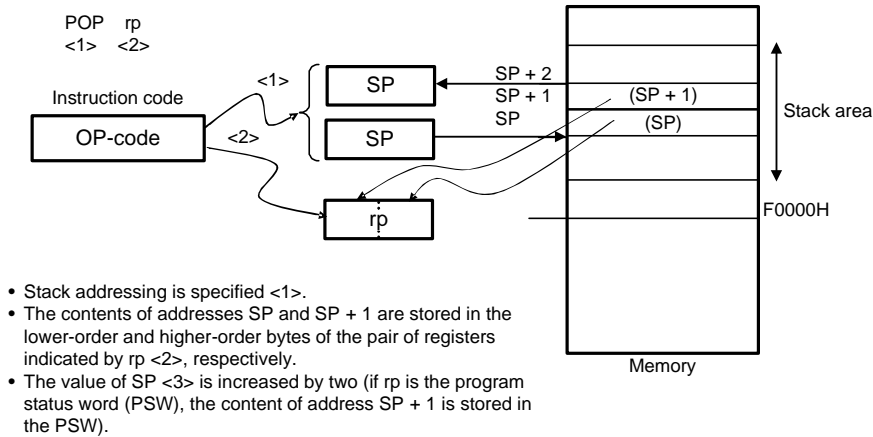 POP rp
<1> <2>
<1>
SP
SP + 2
SP + 1
SP
(SP + 1)
(SP)
Stack area
Instruction code
OP-code
<2>
SP
rp
F0000H
Memory
• Stack addressing is specified <1>.
• The contents of addresses SP and SP + 1 are stored in the
lower-order and higher-order bytes of the pair of registers
indicated by rp <2>, respectively.
• The value of SP <3> is increased by two (if rp is the program
status word (PSW), the content of address SP + 1 is stored in
the PSW).